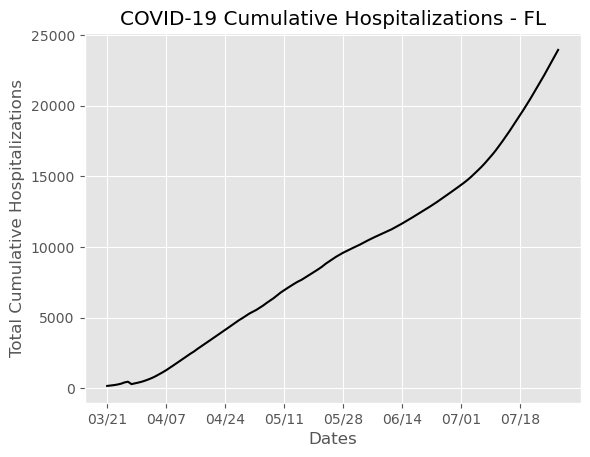 COVID-19 Cumulative Hospitalizations - FL
Total Cumulative Hospitalizations
25000
20000
15000
10000
5000
0
03/21 04/07 04/24 05/11 05/28 06/14 07/01 07/18
Dates